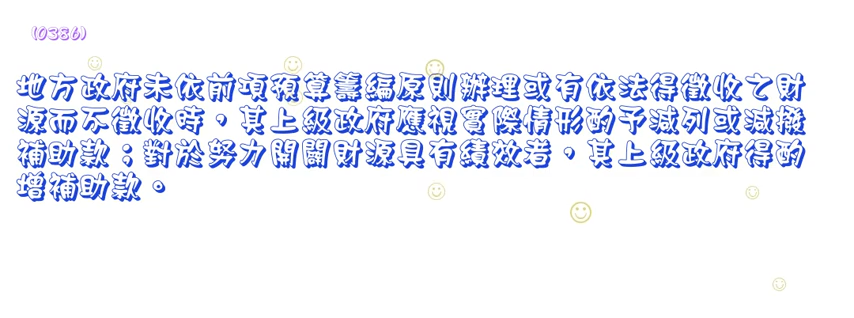 (0386)
地方政府未依前項預算籌編原則辦理或有依法得徵收之財
源而不徵收時，其上級政府應視實際情形酌予減列或減撥
補助款；對於努力開闢財源具有績效者，其上級政府得酌
增補助款。